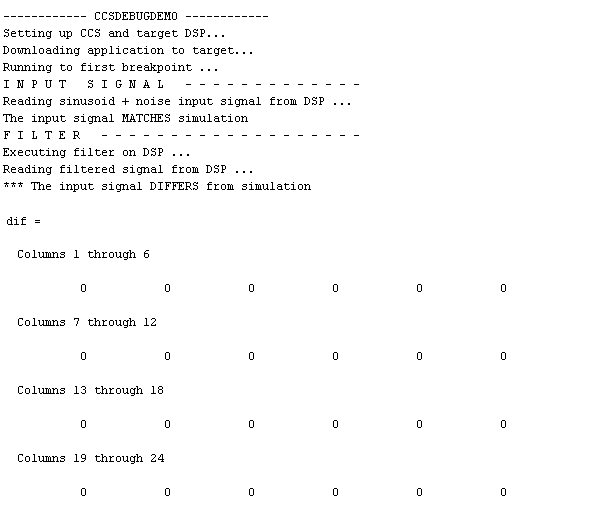 ------------ CCSDEBUGDEMO ------------
Setting up CCS and target DSP...
Downloading application to target...
Running to first breakpoint ...
I N P U T   S I G N A L  - - - - - - - - - - - - -
Reading sinusoid + noise input signal from DSP ...
The input signal MATCHES simulation
F I L T E R  - - - - - - - - - - - - - - - - - - -
Executing filter on DSP ...
Reading filtered signal from DSP ...
*** The input signal DIFFERS from simulation
dif =
Columns 1 through 6
0 0 0 0 0 0
Columns 7 through 12
0 0 0 0 0 0
Columns 13 through 18
0 0 0 0 0 0
Columns 19 through 24
0 0 0 0 0 0